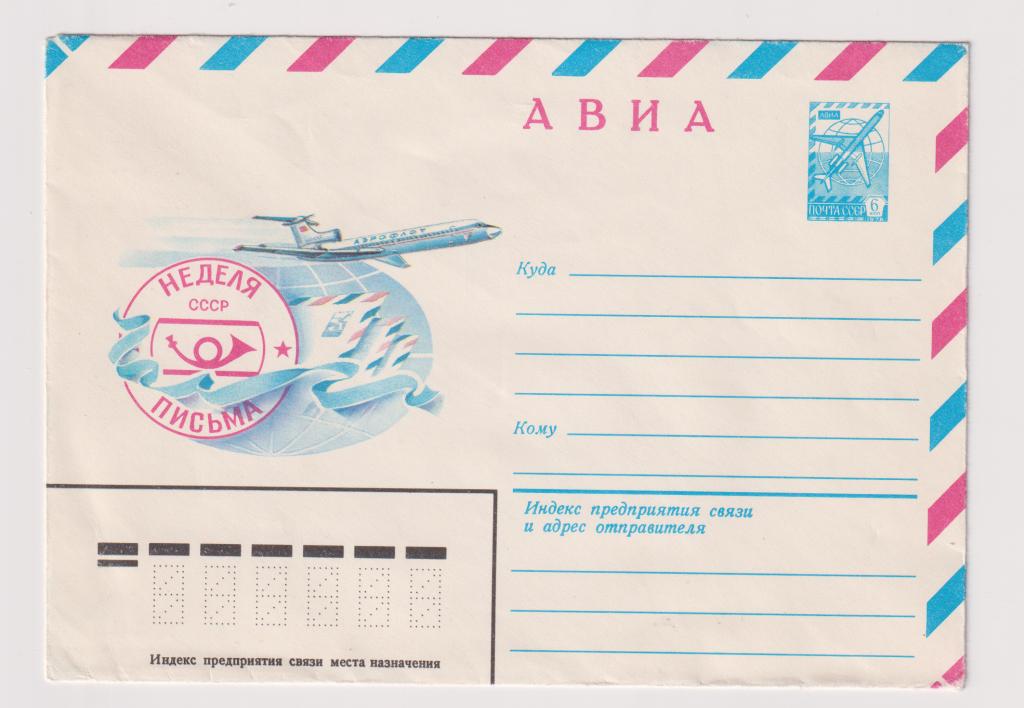 АВИА
АВИА
ПОЧТА СССР 6
КОП
АЭРОФЛОТ
НЕДЕЛЯ
СССР
ПИСЬМА
Куда
Кому
Индекс предприятия связи
и адрес отправителя
Индекс предприятия связи места назначения